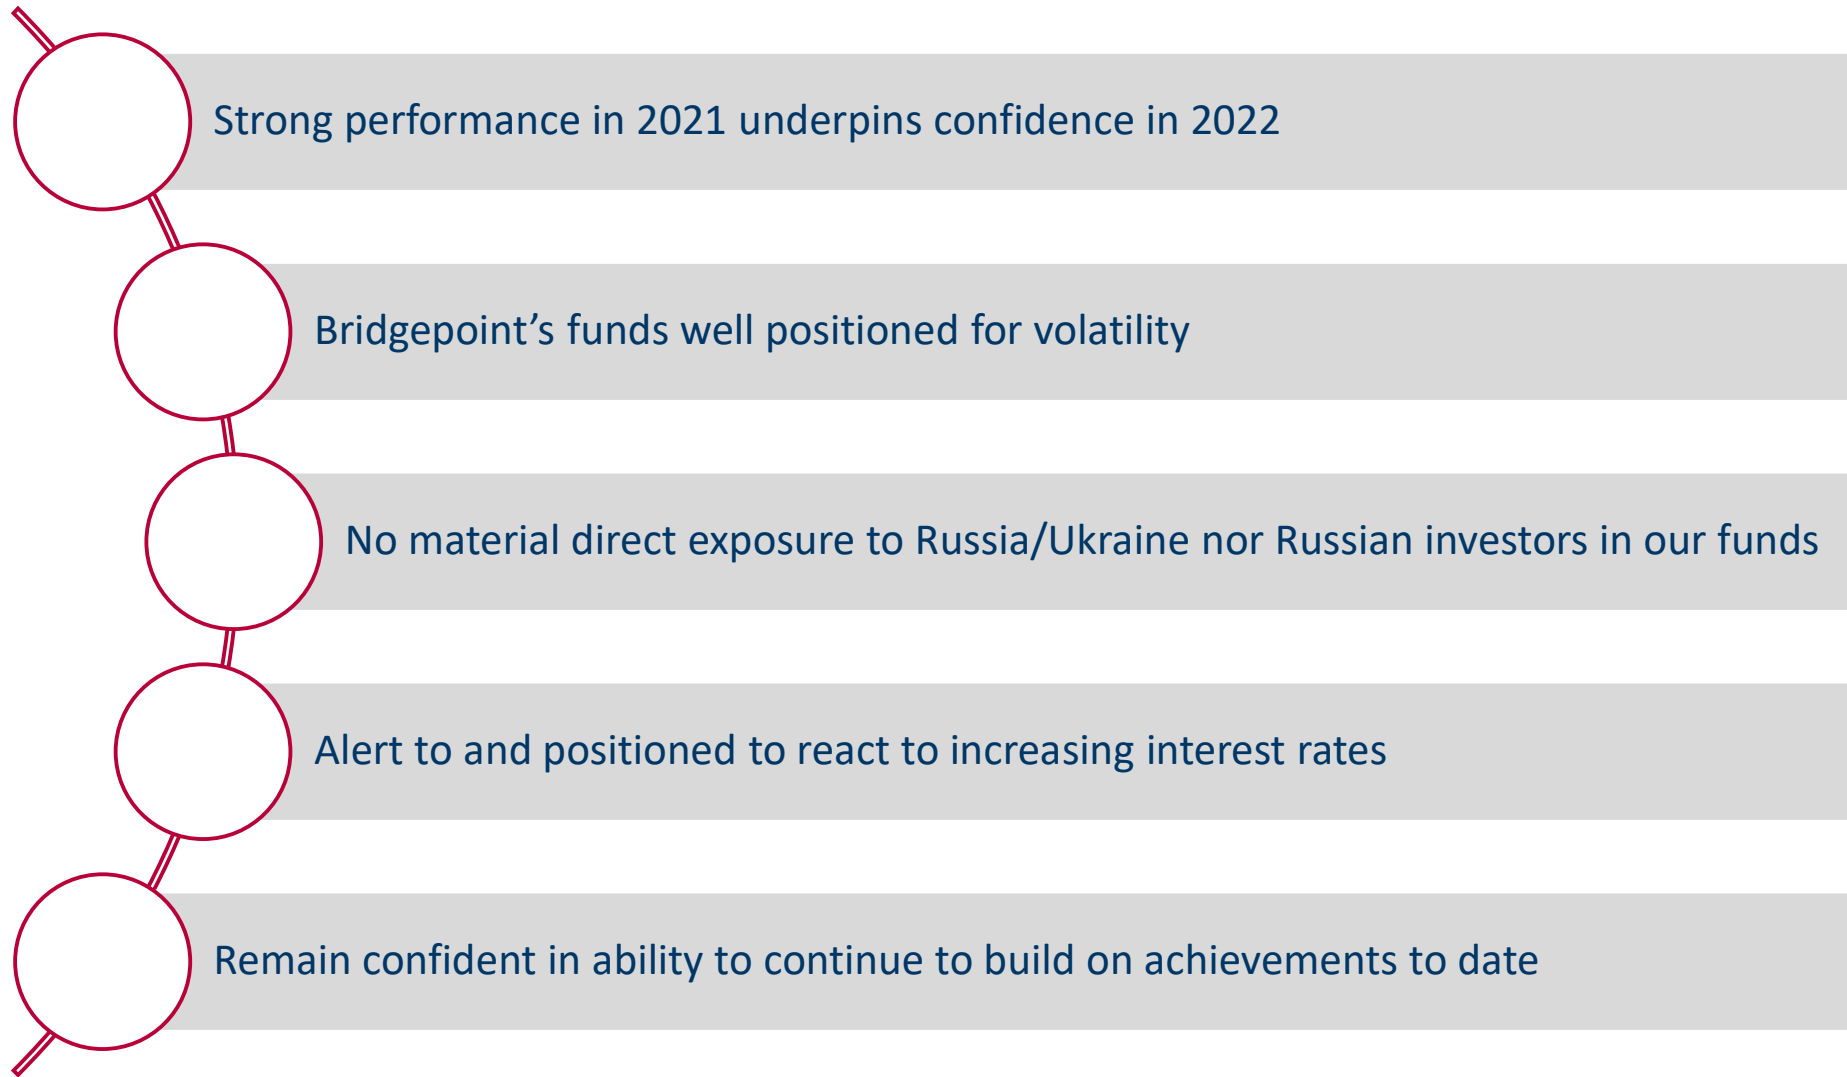 Strong performance in 2021 underpins confidence in 2022
Bridgepoint’s funds well positioned for volatility
No material direct exposure to Russia/Ukraine nor Russian investors in our funds
Alert to and positioned to react to increasing interest rates
Remain confident in ability to continue to build on achievements to date